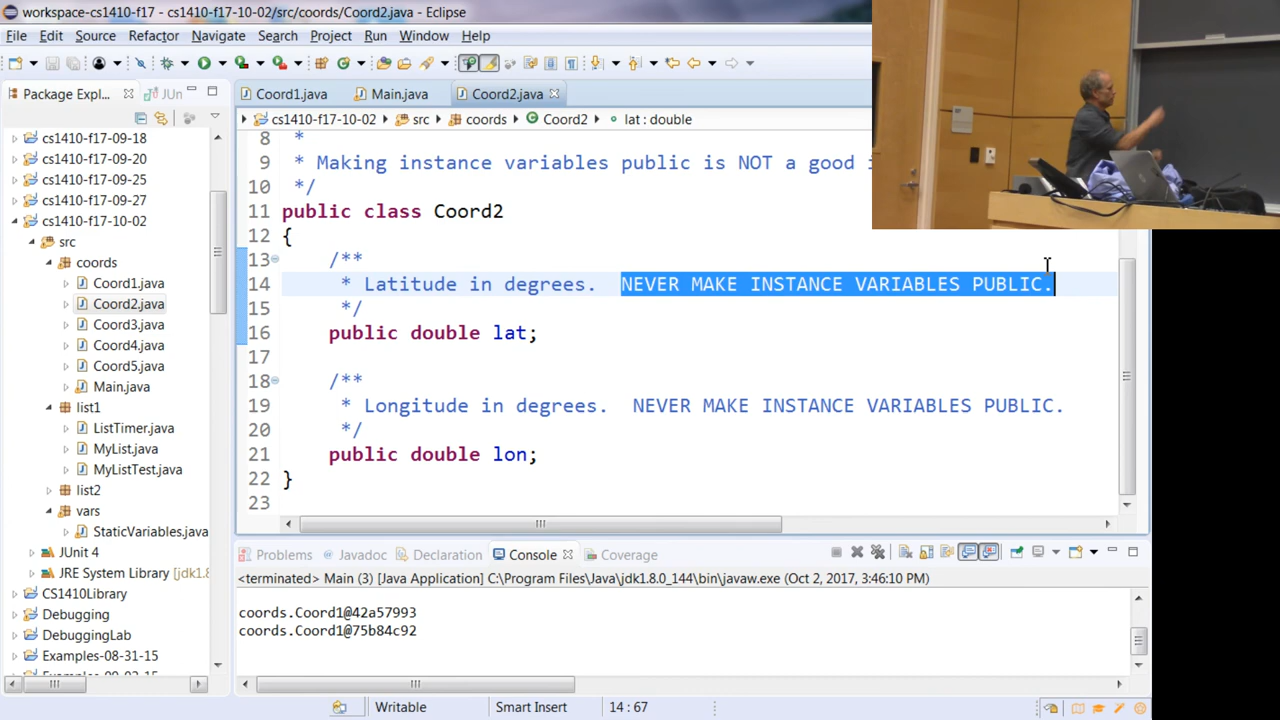 workspace-cs1410-f17 - cs1410-f17-10-02/src/coords/Coord2.java - Eclipse
File Edit Source Refactor Navigate Search Project Run Window Help
Package Expl... JUn
Coord1.java Main.java Coord2.java
cs1410-f17-10-02 src coords Coord2 lat : double
cs1410-f17-09-18
cs1410-f17-09-20
cs1410-f17-09-25
cs1410-f17-09-27
cs1410-f17-10-02
src
coords
Coord1.java
Coord2.java
Coord3.java
Coord4.java
Coord5.java
Main.java
list1
ListTimer.java
MyList.java
MyListTest.java
list2
vars
StaticVariables.java
JUnit 4
JRE System Library [jdk1.8
CS1410Library
Debugging
DebuggingLab
Examples-08-31-15
8 *
9 * Making instance variables public is NOT a good i
10 */
11 public class Coord2
12 {
13 /**
14 * Latitude in degrees. NEVER MAKE INSTANCE VARIABLES PUBLIC.
15 */
16 public double lat;
17
18 /**
19 * Longitude in degrees. NEVER MAKE INSTANCE VARIABLES PUBLIC.
20 */
21 public double lon;
22 }
23
Problems Javadoc Declaration Console Coverage
<terminated> Main (3) [Java Application] C:\Program Files\Java\jdk1.8.0_144\bin\javaw.exe (Oct 2, 2017, 3:46:10 PM)
coords.Coord1@42a57993
coords.Coord1@75b84c92
Writable Smart Insert 14 : 67